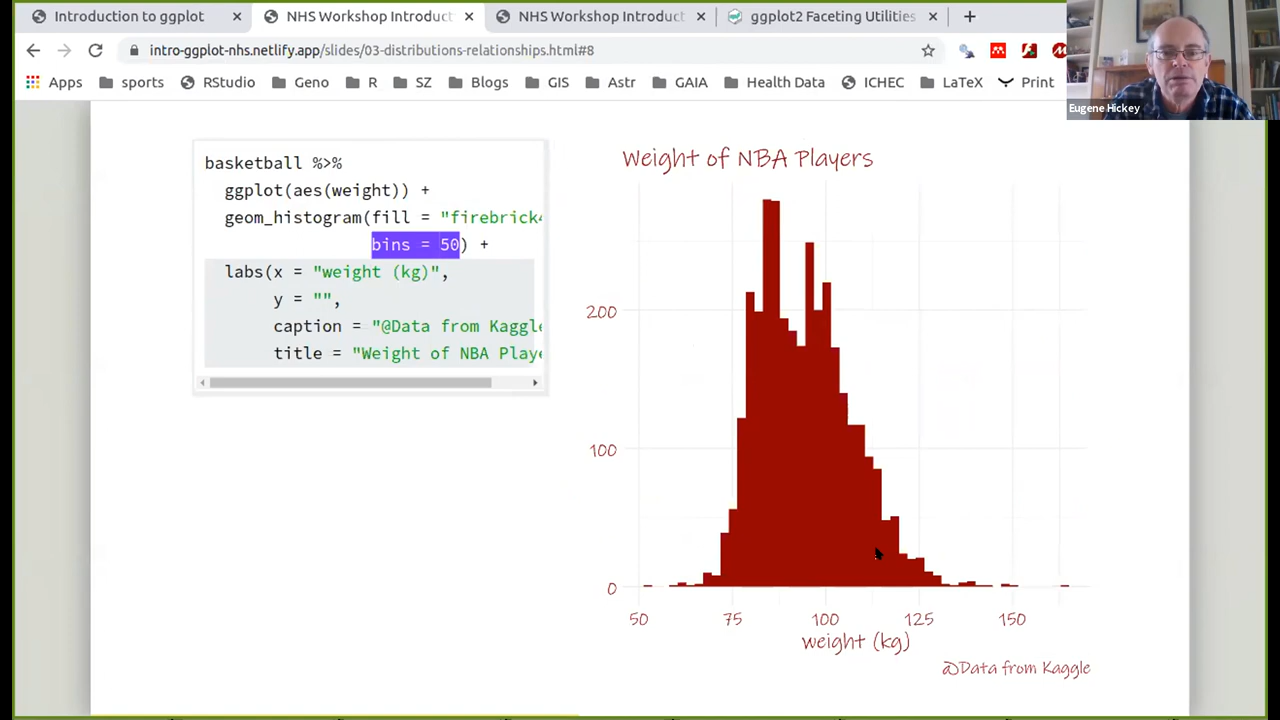 Introduction to ggplot
NHS Workshop Introduct
NHS Workshop Introduct
ggplot2 Faceting Utilities
intro-ggplot-nhs.netlify.app/slides/03-distributions-relationships.html#8
Apps sports RStudio Geno R SZ Blogs GIS Astr GAIA Health Data ICHEC LaTeX Print
Eugene Hickey
basketball %>%
ggplot(aes(weight)) +
geom_histogram(fill = "firebrick4
bins = 50) +
labs(x = "weight (kg)",
y = "",
caption = "@Data from Kaggle
title = "Weight of NBA Playe
Weight of NBA Players
200
100
0
50 75 100 125 150
weight (kg)
@Data from Kaggle